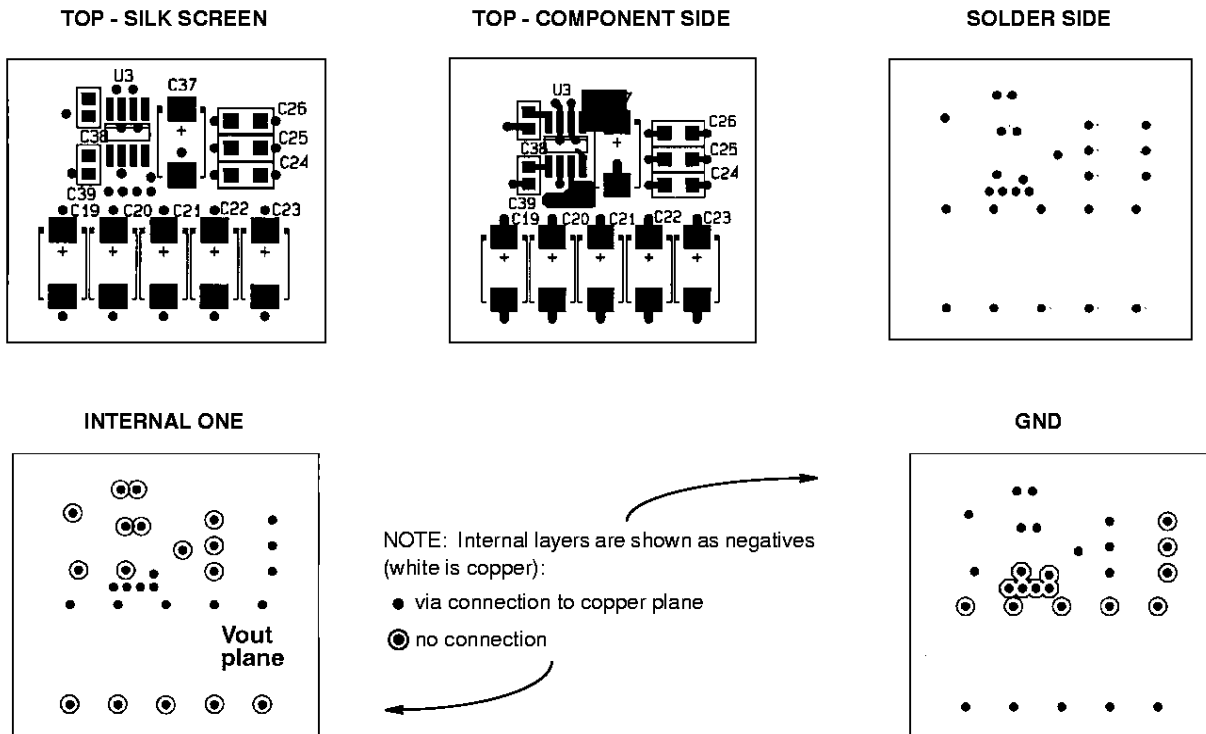 TOP - SILK SCREEN
TOP - COMPONENT SIDE
SOLDER SIDE
U3
C37
C26
C38
C25
C24
C39
C19
C20
C21
C22
C23
+
+
+
+
+
+
U3
7
C26
C38
C25
C24
C39
C19
C20
C21
C22
C23
+
+
+
+
+
+
INTERNAL ONE
GND
NOTE: Internal layers are shown as negatives
(white is copper):
via connection to copper plane
no connection
Vout
plane